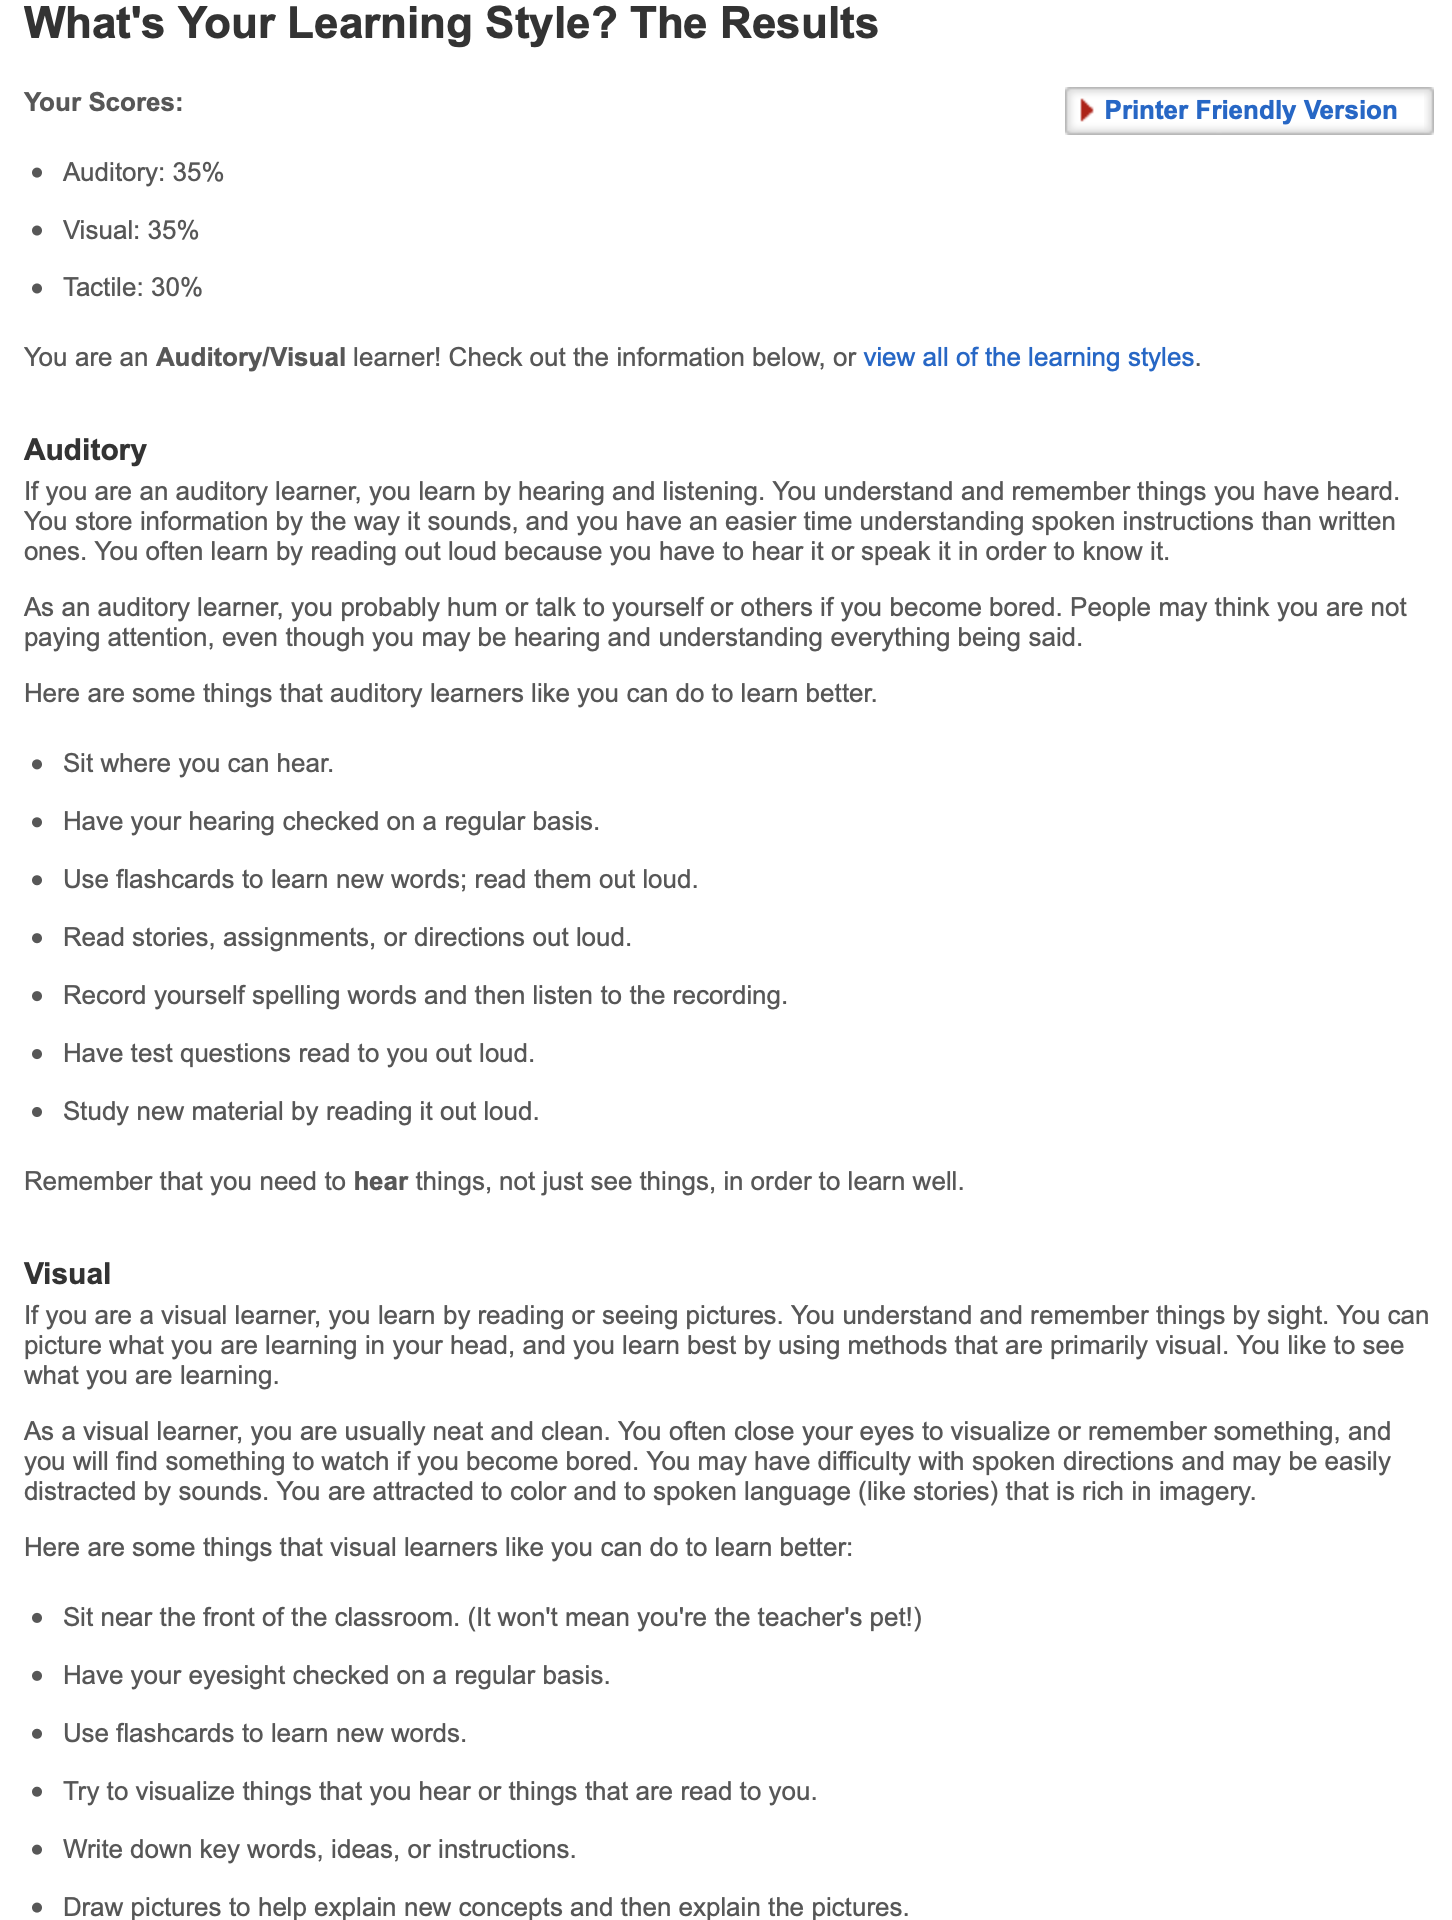 What's Your Learning Style? The Results
Your Scores:
Printer Friendly Version
• Auditory: 35%
• Visual: 35%
• Tactile: 30%
You are an Auditory/Visual learner! Check out the information below, or view all of the learning styles.
Auditory
If you are an auditory learner, you learn by hearing and listening. You understand and remember things you have heard.
You store information by the way it sounds, and you have an easier time understanding spoken instructions than written
ones. You often learn by reading out loud because you have to hear it or speak it in order to know it.
As an auditory learner, you probably hum or talk to yourself or others if you become bored. People may think you are not
paying attention, even though you may be hearing and understanding everything being said.
Here are some things that auditory learners like you can do to learn better.
• Sit where you can hear.
• Have your hearing checked on a regular basis.
• Use flashcards to learn new words; read them out loud.
• Read stories, assignments, or directions out loud.
• Record yourself spelling words and then listen to the recording.
• Have test questions read to you out loud.
• Study new material by reading it out loud.
Remember that you need to hear things, not just see things, in order to learn well.
Visual
If you are a visual learner, you learn by reading or seeing pictures. You understand and remember things by sight. You can
picture what you are learning in your head, and you learn best by using methods that are primarily visual. You like to see
what you are learning.
As a visual learner, you are usually neat and clean. You often close your eyes to visualize or remember something, and
you will find something to watch if you become bored. You may have difficulty with spoken directions and may be easily
distracted by sounds. You are attracted to color and to spoken language (like stories) that is rich in imagery.
Here are some things that visual learners like you can do to learn better:
• Sit near the front of the classroom. (It won't mean you're the teacher's pet!)
• Have your eyesight checked on a regular basis.
• Use flashcards to learn new words.
• Try to visualize things that you hear or things that are read to you.
• Write down key words, ideas, or instructions.
• Draw pictures to help explain new concepts and then explain the pictures.